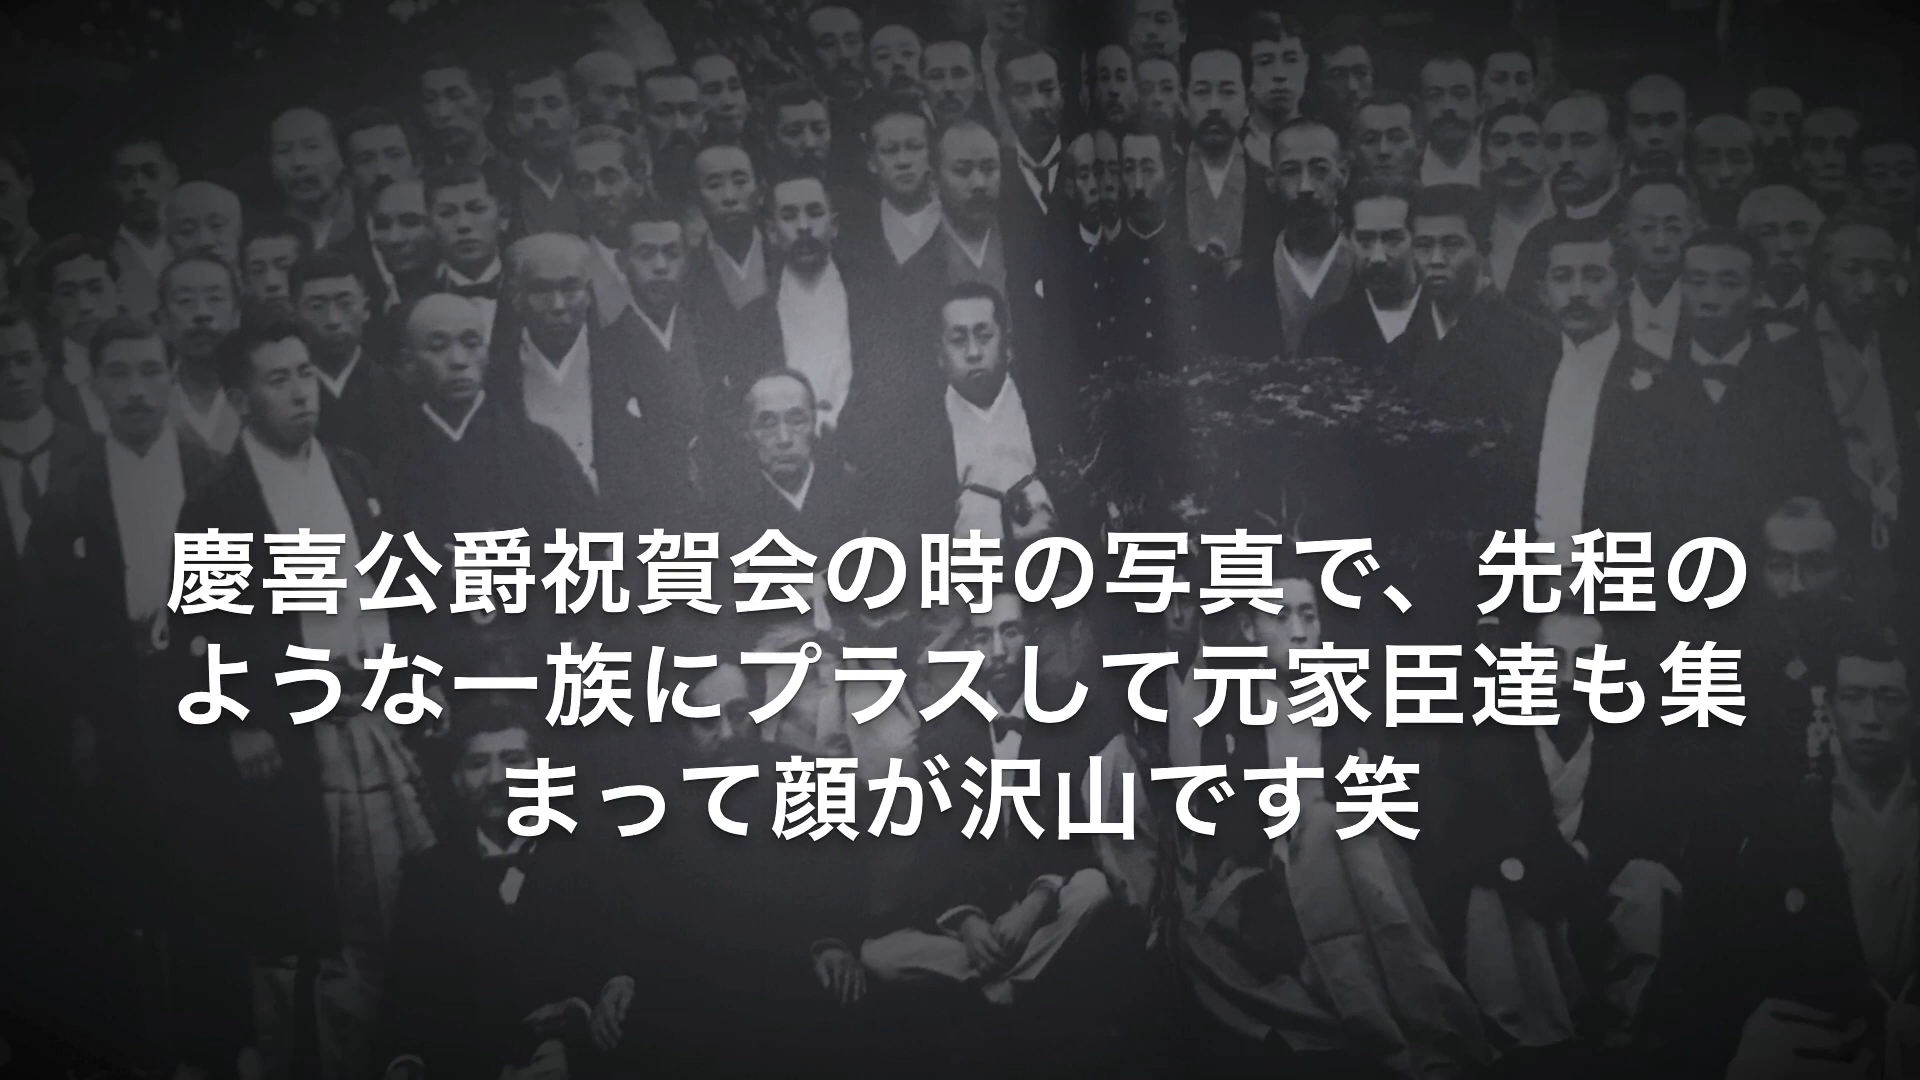 慶喜公爵祝賀会の時の写真で、先程の
ような一族にプラスして元家臣達も集
まって顔が沢山です笑